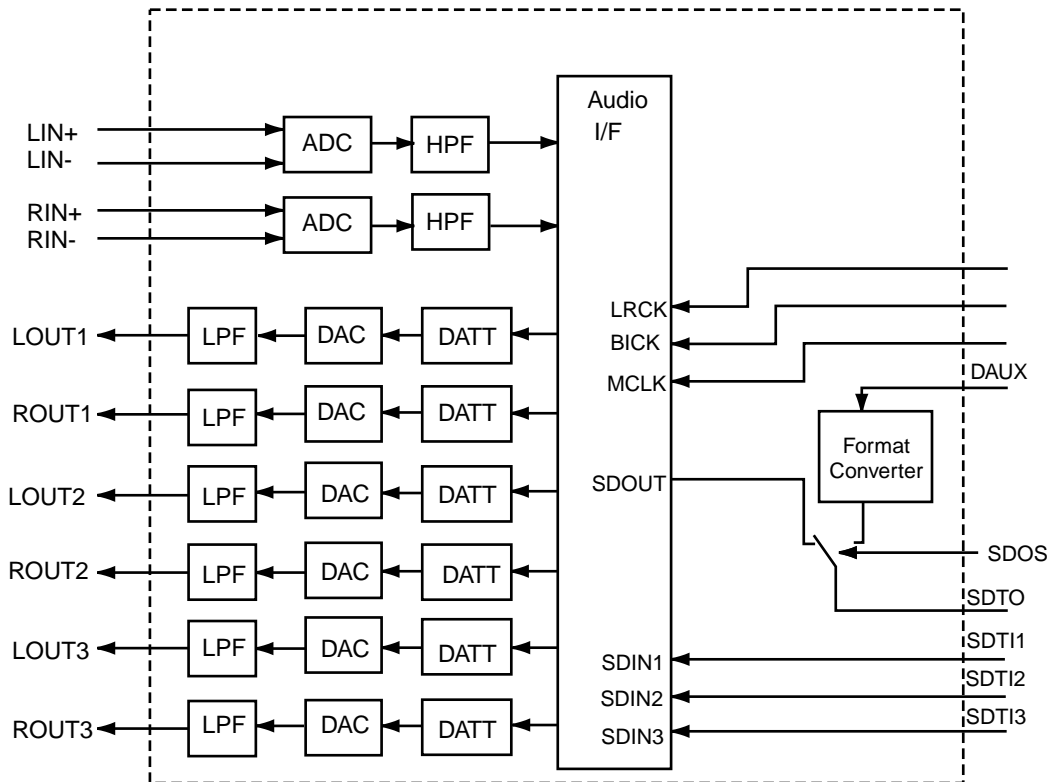 Audio
I/F
LIN+
LIN-
ADC
HPF
RIN+
RIN-
ADC
HPF
LRCK
BICK
MCLK
DAUX
LOUT1
LPF
DAC
DATT
ROUT1
LPF
DAC
DATT
Format
Converter
LOUT2
LPF
DAC
DATT
SDOUT
SDOS
ROUT2
LPF
DAC
DATT
SDTO
LOUT3
LPF
DAC
DATT
SDIN1
SDTI1
SDIN2
SDTI2
ROUT3
LPF
DAC
DATT
SDIN3
SDTI3